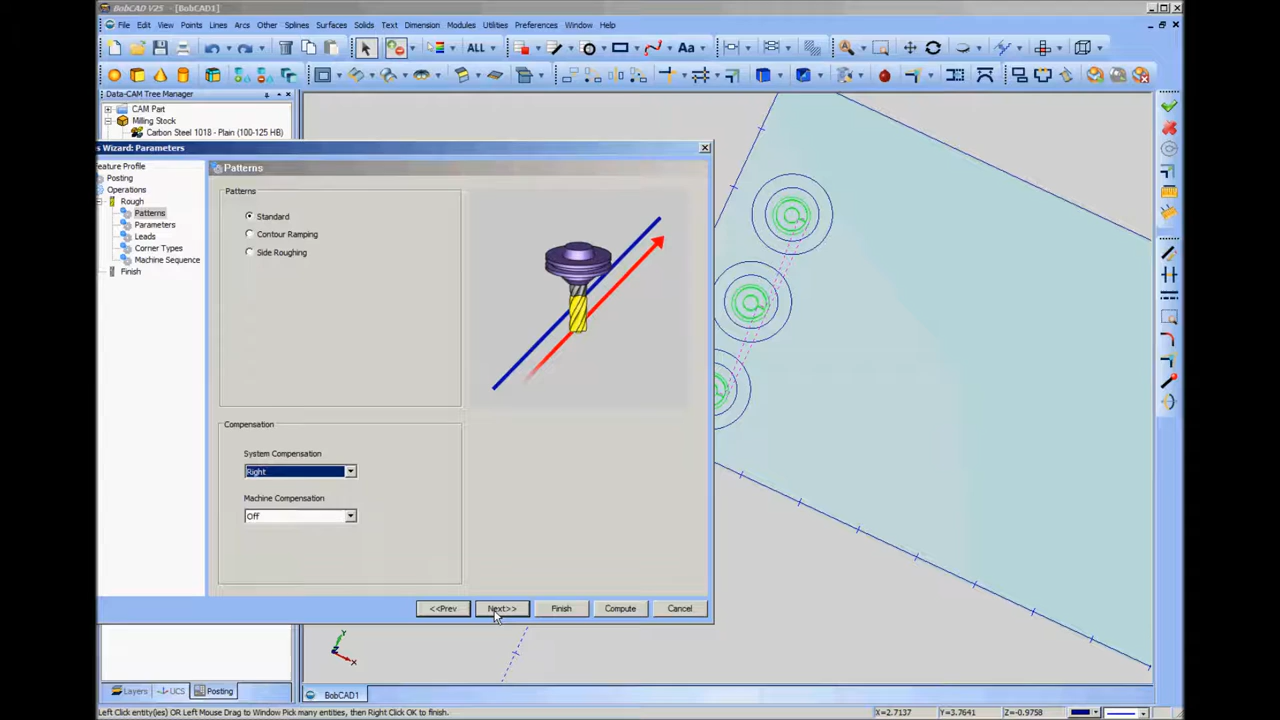 BobCAD V25 - [BobCAD1]
File Edit View Points Lines Arcs Other Splines Surfaces Solids Text Dimension Modules Utilities Preferences Window Help
ALL
Aa
Data-CAM Tree Manager
CAM Part
Milling Stock
Carbon Steel 1018 - Plain (100-125 HB)
s Wizard: Parameters
eature Profile
Posting
Operations
Rough
Patterns
Parameters
Leads
Corner Types
Machine Sequence
Finish
Patterns
Patterns
Standard
Contour Ramping
Side Roughing
Compensation
System Compensation
Right
Machine Compensation
Off
<<Prev Next>> Finish Compute Cancel
Y
Z
X
Layers UCS Posting
BobCAD1
Left Click entity(ies) OR Left Mouse Drag to Window Pick many entities, then Right Click OK to finish.
X=2.7137 Y=3.7641 Z=-0.9758